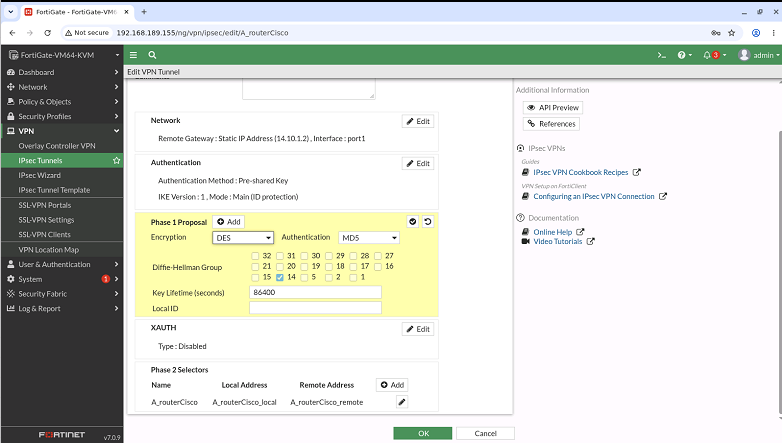 FortiGate-VM64-KVM
192.168.189.155/ng/vpn/ipsec/edit/A_routerCisco
Not secure
FortiGate-VM64-KVM
3
admin
Dashboard
Network
Policy & Objects
Security Profiles
VPN
Overlay Controller VPN
IPsec Tunnels
IPsec Wizard
IPsec Tunnel Template
SSL-VPN Portals
SSL-VPN Settings
SSL-VPN Clients
VPN Location Map
User & Authentication
System 1
Security Fabric
Log & Report
FORTINET v7.0.9
Edit VPN Tunnel
Network Edit
Remote Gateway : Static IP Address (14.10.1.2) , Interface : port1
Authentication Edit
Authentication Method : Pre-shared Key
IKE Version : 1 , Mode : Main (ID protection)
Phase 1 Proposal Add
Encryption DES Authentication MD5
Diffie-Hellman Group
32 31 30 29 28 27
21 20 19 18 17 16
15 14 5 2 1
Key Lifetime (seconds) 86400
Local ID
XAUTH Edit
Type : Disabled
Phase 2 Selectors
Name Local Address Remote Address Add
A_routerCisco A_routerCisco_local A_routerCisco_remote
OK Cancel
Additional Information
API Preview
References
IPsec VPNs
Guides
IPsec VPN Cookbook Recipes
VPN Setup on FortiClient
Configuring an IPsec VPN Connection
Documentation
Online Help
Video Tutorials